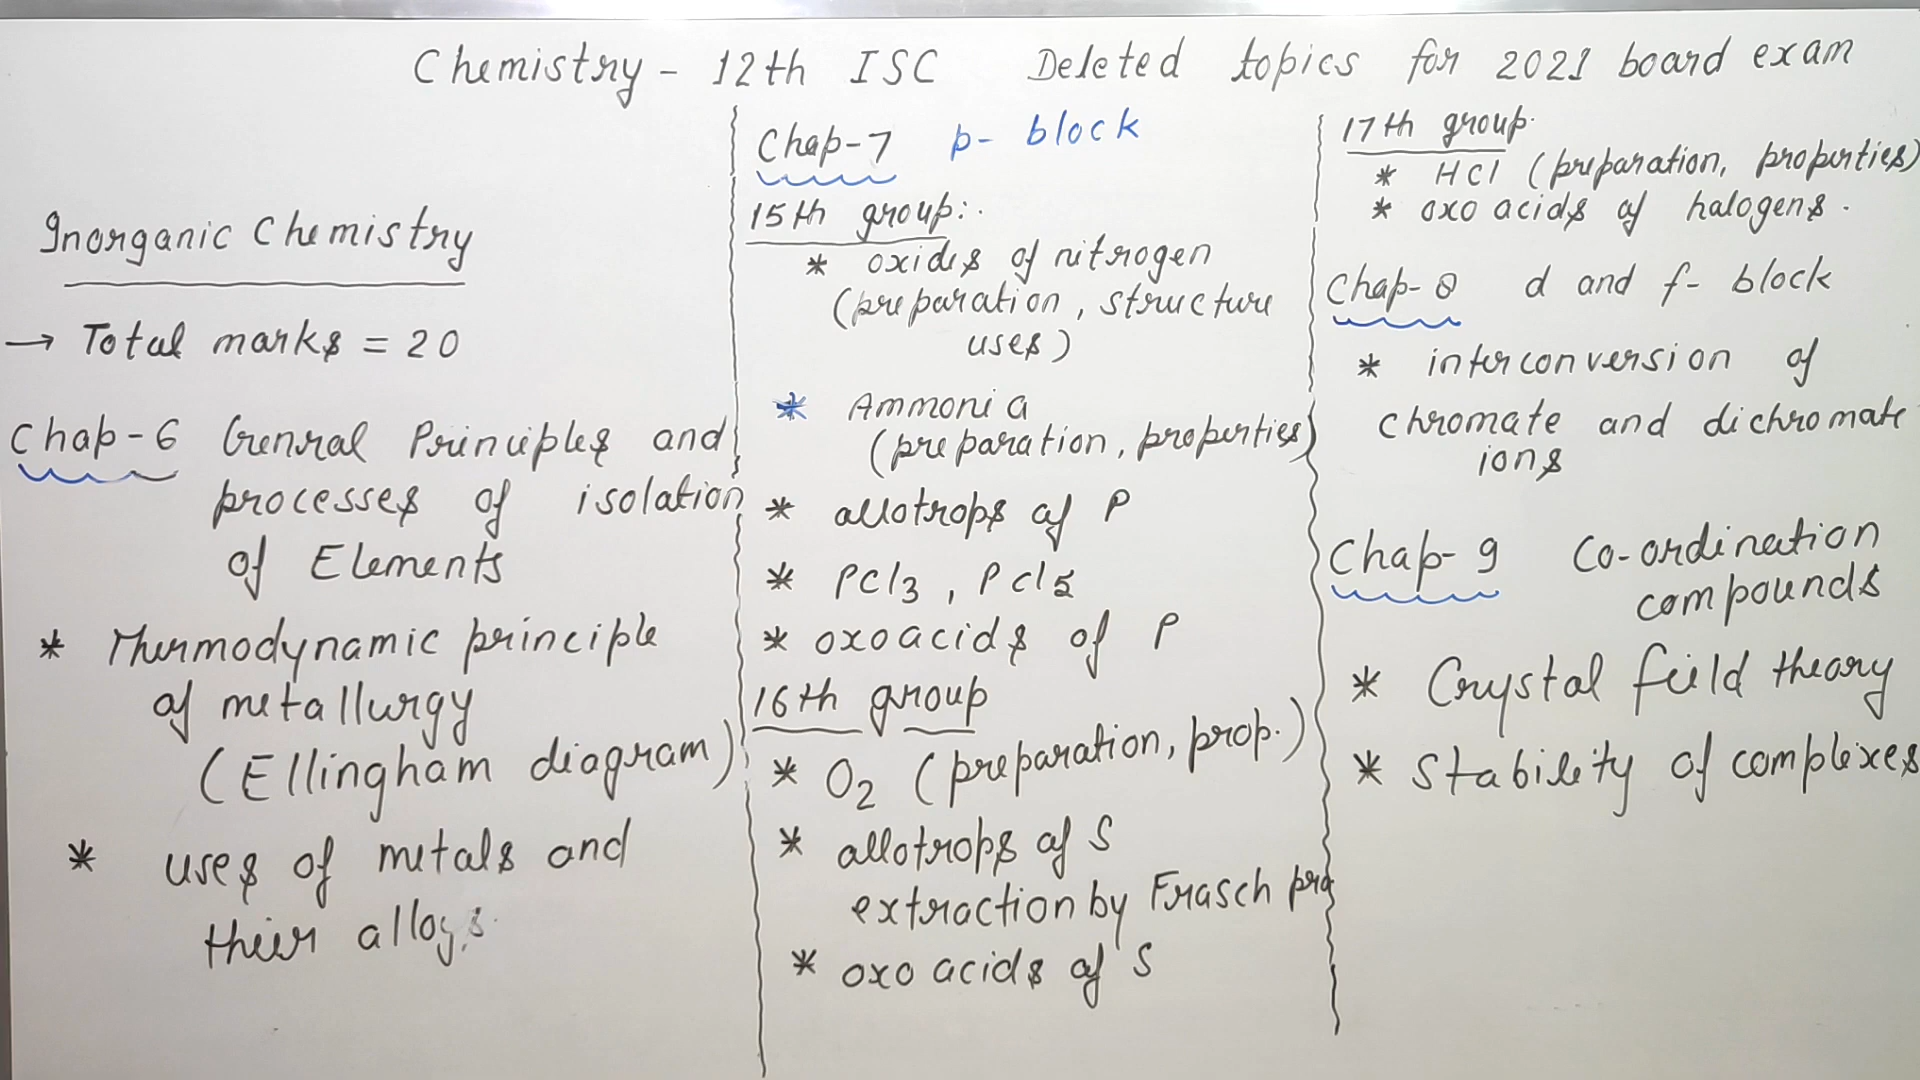 Chemistry - 12th ISC Deleted topics for 2021 board exam
Inorganic Chemistry
→ Total marks = 20
Chap-6 Genral Principles and
processes of isolation
of Elements
* Thermodynamic principle
of metallurgy
(Ellingham diagram)
* uses of metals and
their alloys.
Chap-7 p- block
15th group:.
* oxides of nitrogen
(preparation, structure
uses)
* Ammonia
(preparation, properties)
* allotrops of P
* PCl3, PCl5
* oxoacids of P
16th group
* O2 (preparation, prop.)
* allotrops of S
extraction by Frasch pro
* oxo acids of S
17th group.
* HCl (preparation, properties)
* oxo acids of halogens.
Chap-8 d and f- block
* interconversion of
chromate and dichromate
ions
Chap-9 Co-ordination
compounds
* Crystal field theory
* Stability of complexes